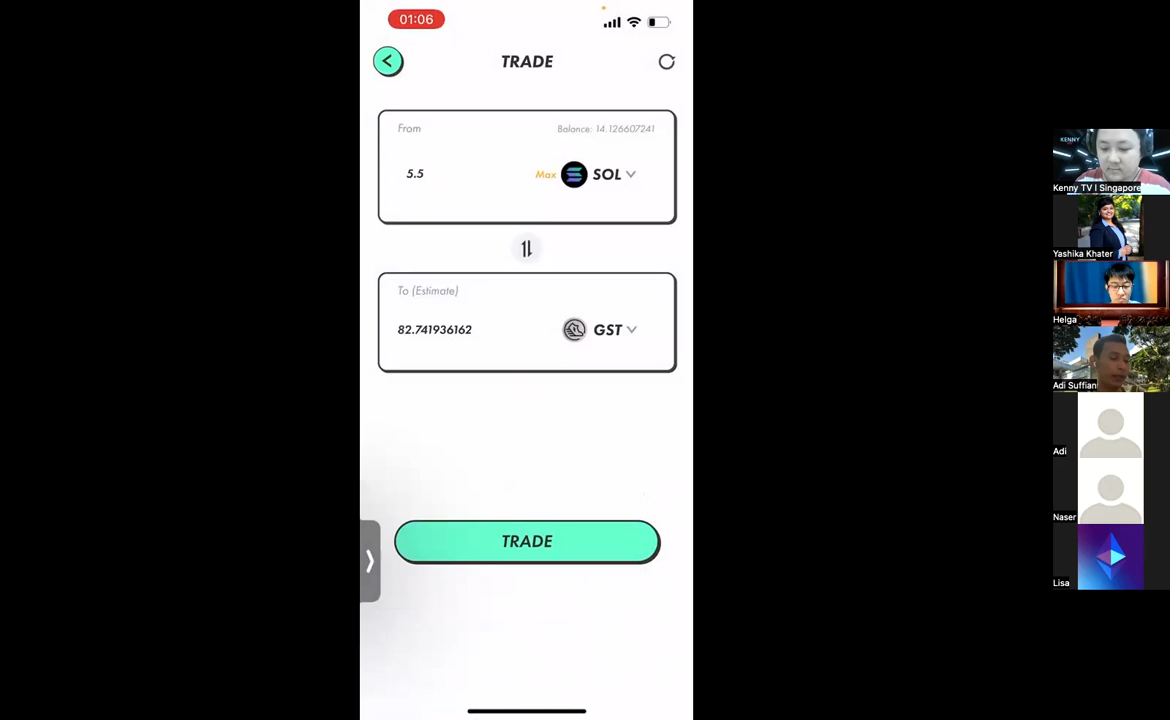 01:06
TRADE
From
Balance: 14.126607241
5.5
Max
SOL
To (Estimate)
82.741936162
GST
TRADE
KENNY
Kenny TV I Singapore
Yashika Khater
Helga
Adi Suffian
Adi
Naser
Lisa